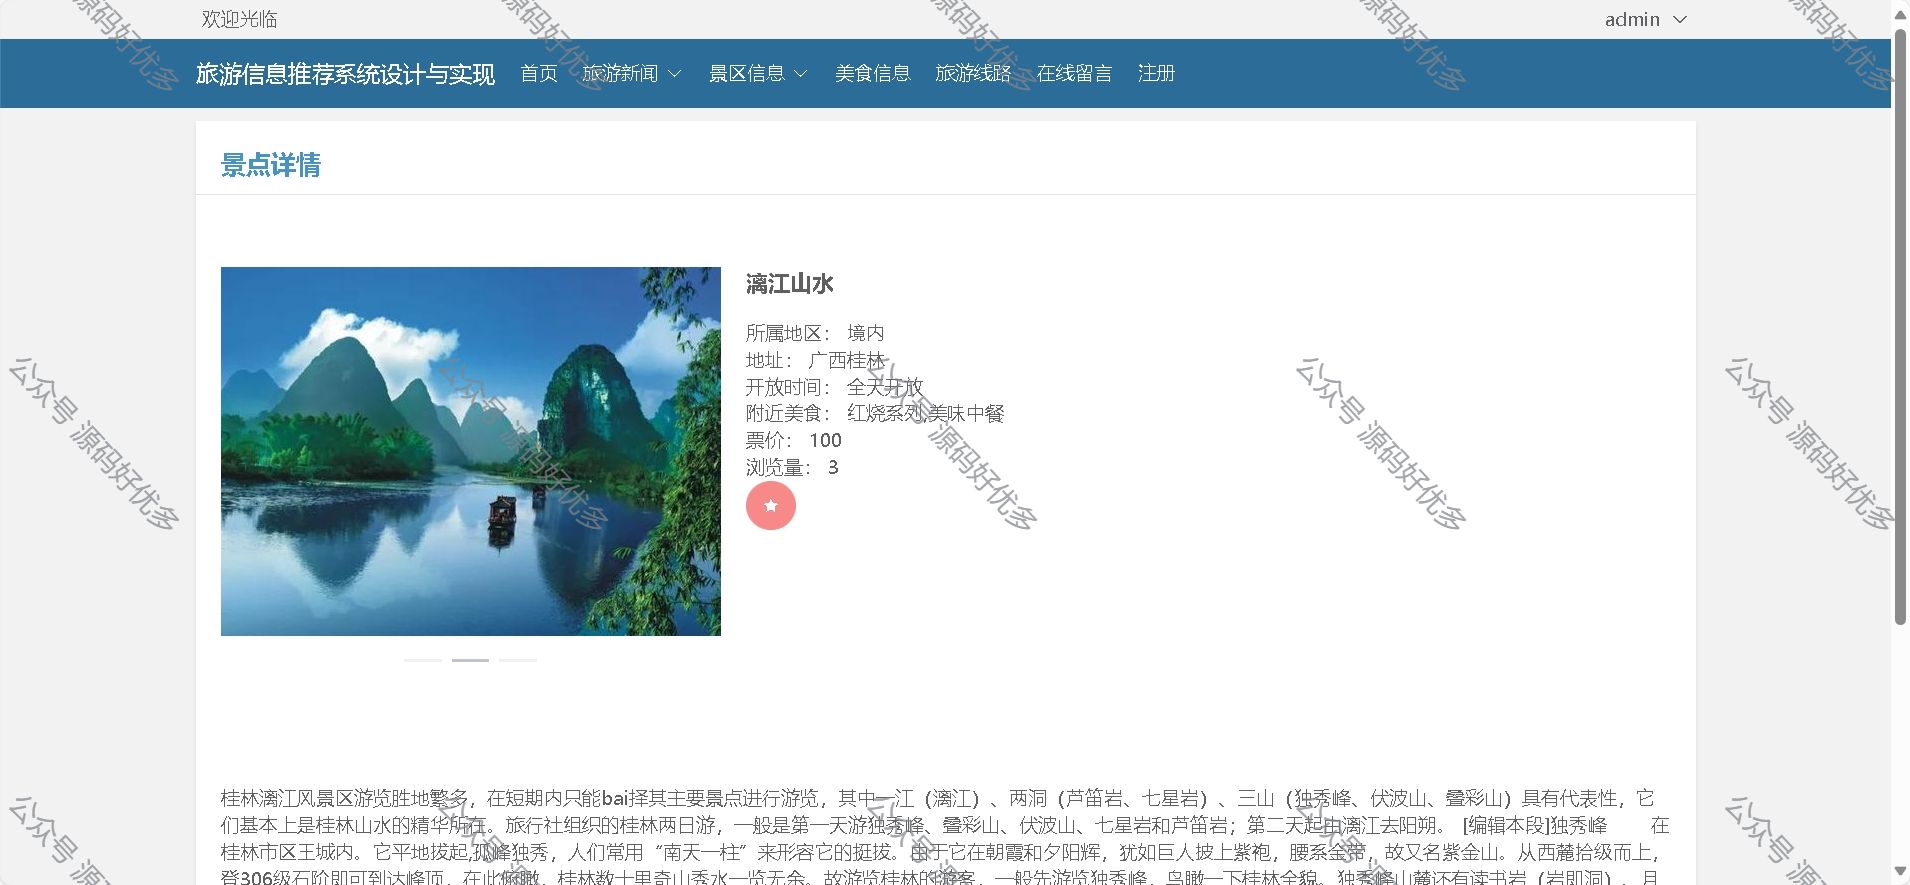 欢迎光临
admin
旅游信息推荐系统设计与实现 首页 旅游新闻 景区信息 美食信息 旅游线路 在线留言 注册
景点详情
漓江山水
所属地区： 境内
地址： 广西桂林
开放时间： 全天开放
附近美食： 红烧系列,美味中餐
票价： 100
浏览量： 3
桂林漓江风景区游览胜地繁多，在短期内只能bai择其主要景点进行游览，其中一江（漓江）、两洞（芦笛岩、七星岩）、三山（独秀峰、伏波山、叠彩山）具有代表性，它
们基本上是桂林山水的精华所在。旅行社组织的桂林两日游，一般是第一天游独秀峰、叠彩山、伏波山、七星岩和芦笛岩；第二天起由漓江去阳朔。 [编辑本段]独秀峰 在
桂林市区王城内。它平地拔起,孤峰独秀，人们常用“南天一柱”来形容它的挺拔。由于它在朝霞和夕阳辉，犹如巨人披上紫袍，腰系金带，故又名紫金山。从西麓拾级而上，
登306级石阶即可到达峰顶，在此俯瞰，桂林数十里奇山秀水一览无余。故游览桂林的游客，一般先游览独秀峰，鸟瞰一下桂林全貌。独秀峰山麓还有读书岩（岩即洞），月
公众号 源码好优多
公众号 源码好优多
公众号 源码好优多
公众号 源码好优多
公众号 源码好优多
源码好优多
源码好优多
源码好优多
源码好优多
源码好优多
公众号 源码
公众号 源码
公众号 源码
公众号 源码
公众号 源码